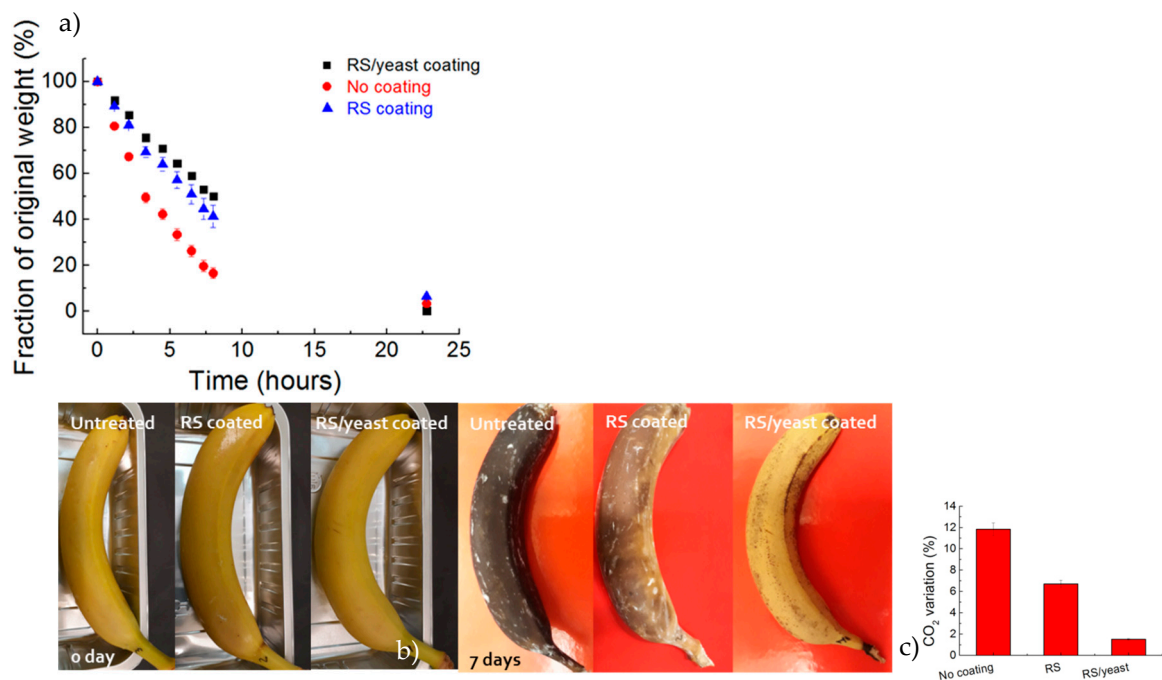 a)
RS/yeast coating
No coating
RS coating
Fraction of original weight (%)
100
80
60
40
20
0
0
5
10
15
20
25
Time (hours)
Untreated
RS coated
RS/yeast coated
Untreated
RS coated
RS/yeast coated
0 day
b)
7 days
c)
CO₂ variation (%)
14
12
10
8
6
4
2
0
No coating
RS
RS/yeast